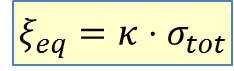 ξ_eq = κ · σ_tot